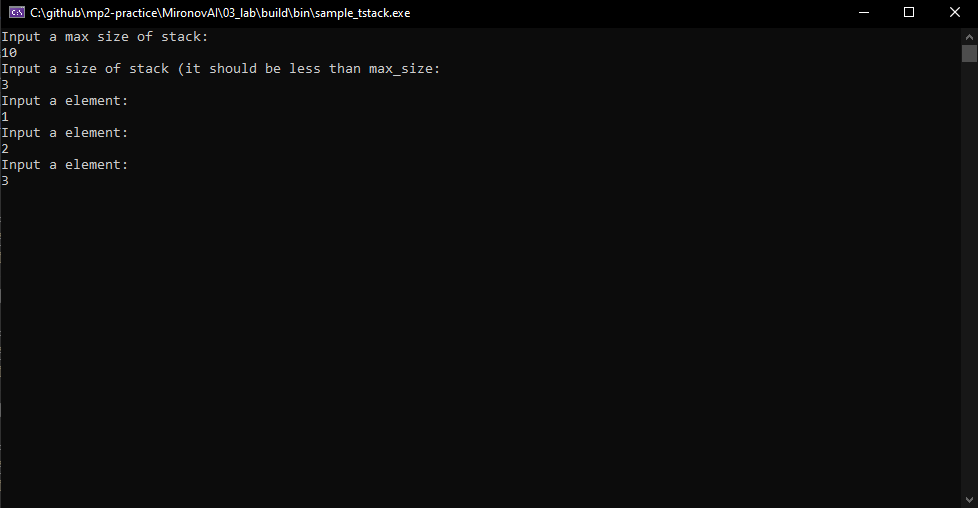 C:\github\mp2-practice\MironovAI\03_lab\build\bin\sample_tstack.exe
Input a max size of stack:
10
Input a size of stack (it should be less than max_size:
3
Input a element:
1
Input a element:
2
Input a element:
3